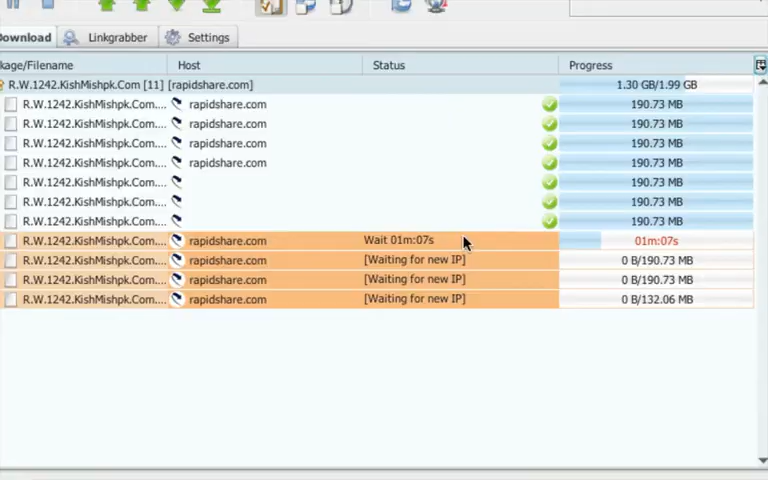 Download Linkgrabber Settings
kage/Filename Host Status Progress
R.W.1242.KishMishpk.Com [11] [rapidshare.com] 1.30 GB/1.99 GB
R.W.1242.KishMishpk.Com.... rapidshare.com 190.73 MB
R.W.1242.KishMishpk.Com.... rapidshare.com 190.73 MB
R.W.1242.KishMishpk.Com.... rapidshare.com 190.73 MB
R.W.1242.KishMishpk.Com.... rapidshare.com 190.73 MB
R.W.1242.KishMishpk.Com.... 190.73 MB
R.W.1242.KishMishpk.Com.... 190.73 MB
R.W.1242.KishMishpk.Com.... 190.73 MB
R.W.1242.KishMishpk.Com.... rapidshare.com Wait 01m:07s 01m:07s
R.W.1242.KishMishpk.Com.... rapidshare.com [Waiting for new IP] 0 B/190.73 MB
R.W.1242.KishMishpk.Com.... rapidshare.com [Waiting for new IP] 0 B/190.73 MB
R.W.1242.KishMishpk.Com.... rapidshare.com [Waiting for new IP] 0 B/132.06 MB